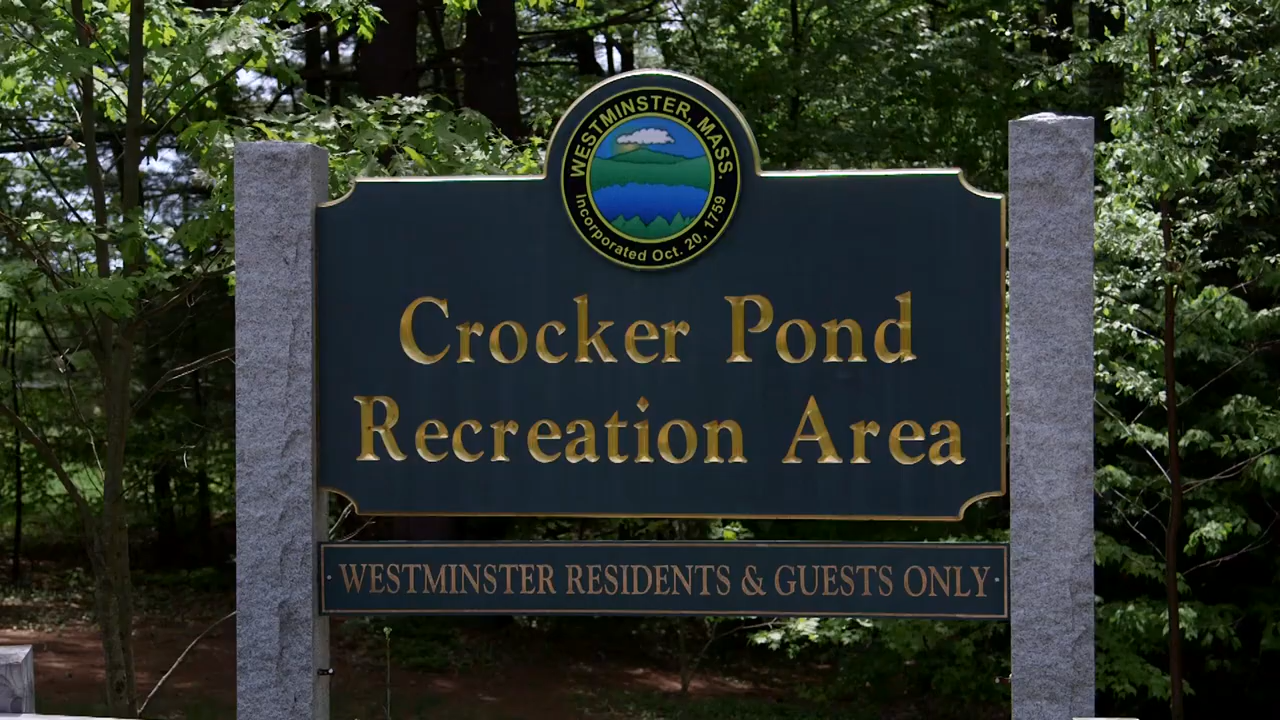 WESTMINSTER, MASS.
Incorporated Oct. 20, 1759
Crocker Pond
Recreation Area
WESTMINSTER RESIDENTS & GUESTS ONLY